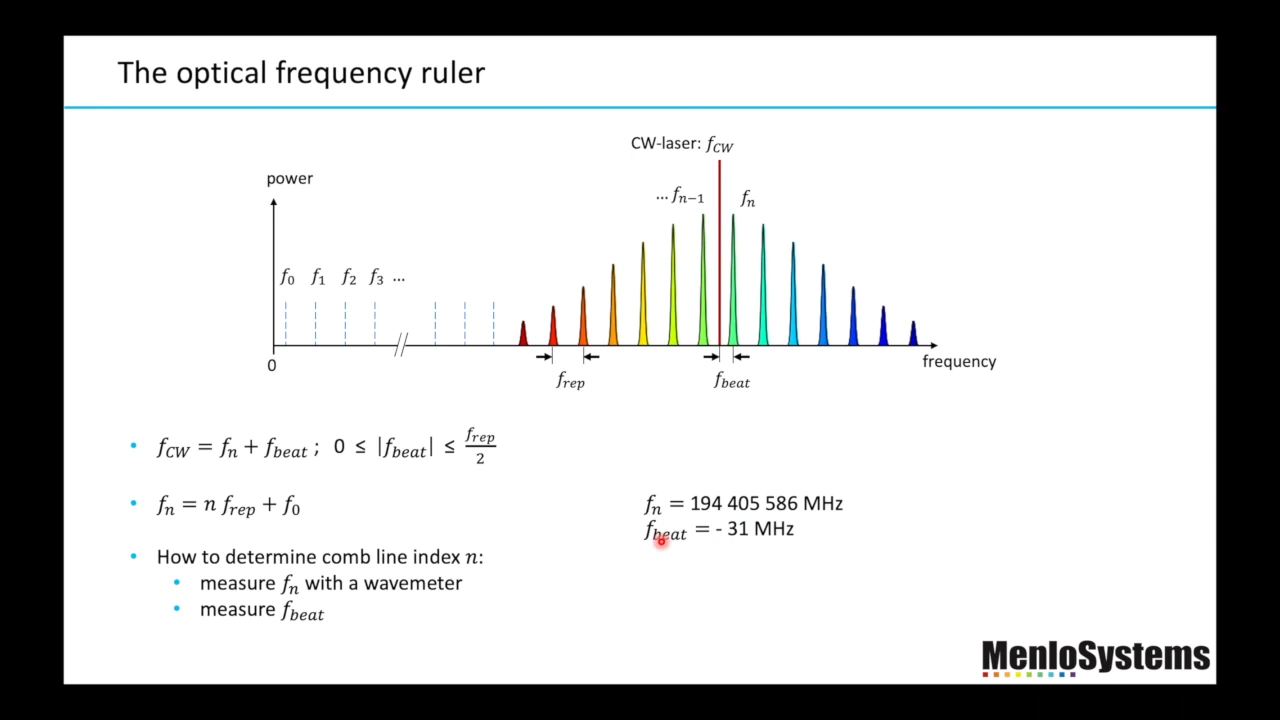 The optical frequency ruler
CW-laser: f_CW
power
... f_{n−1}
f_n
f_0 f_1 f_2 f_3 ...
0
frequency
f_rep
f_beat
• f_CW = f_n + f_beat ; 0 ≤ |f_beat| ≤ f_rep/2
• f_n = n f_rep + f_0
f_n = 194 405 586 MHz
f_beat = - 31 MHz
• How to determine comb line index n:
• measure f_n with a wavemeter
• measure f_beat
MenloSystems